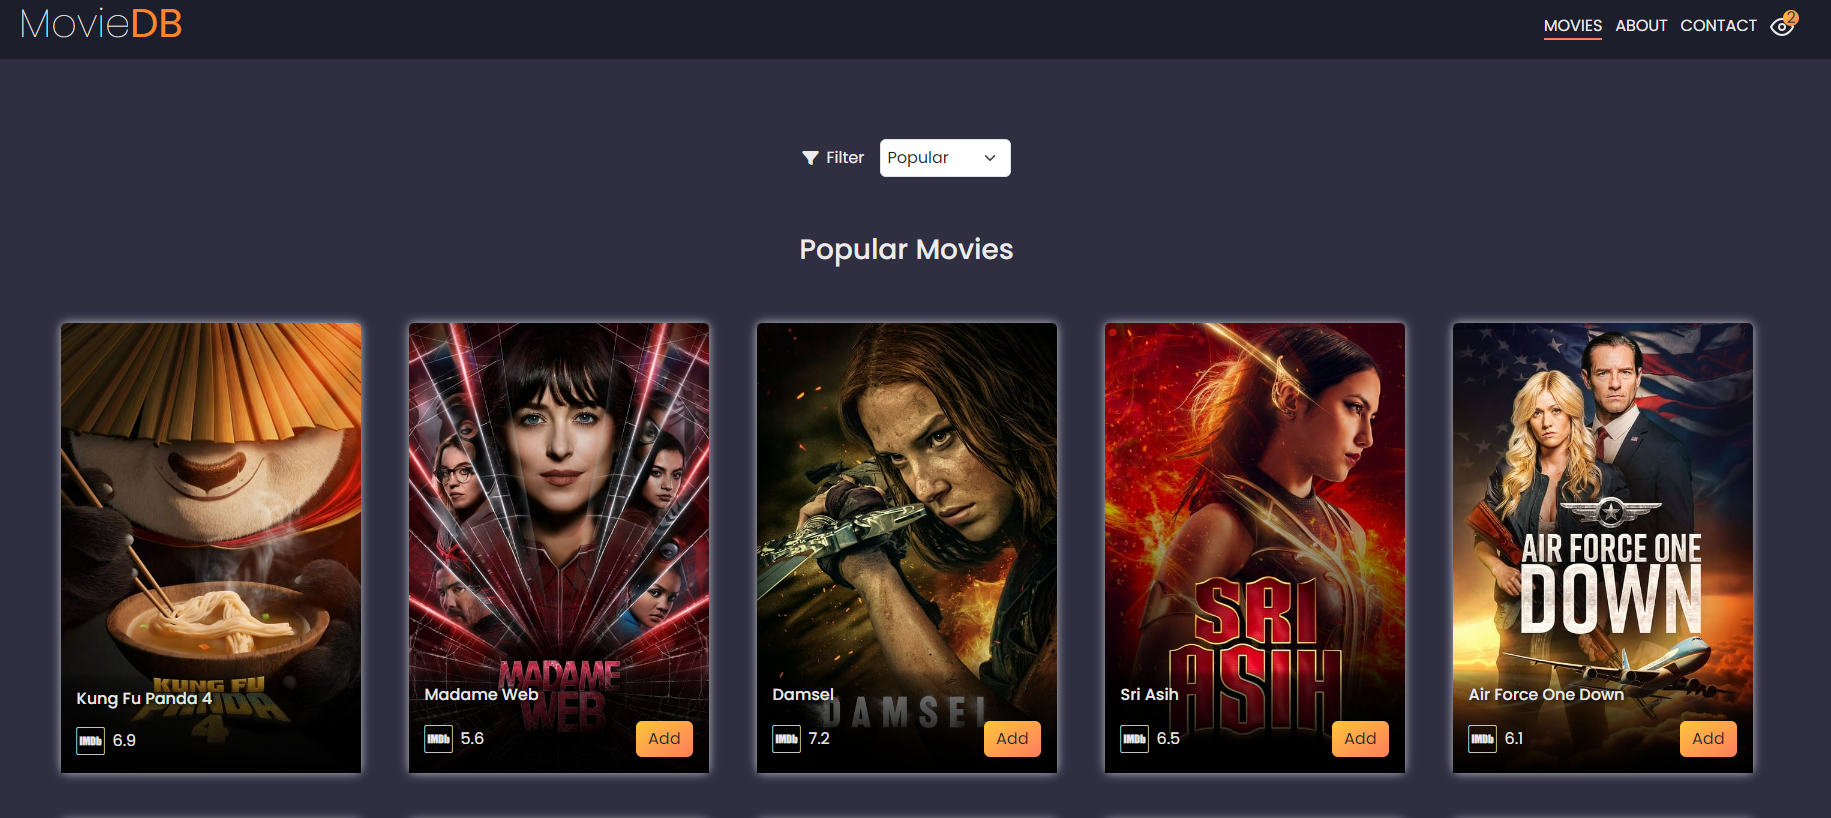 MovieDB
MOVIES ABOUT CONTACT 2
Filter Popular
Popular Movies
KUNG FU
PANDA
4
Kung Fu Panda 4
IMDb 6.9
MADAME
WEB
Madame Web
IMDb 5.6 Add
DAMSEL
Damsel
IMDb 7.2 Add
SRI
ASIH
Sri Asih
IMDb 6.5 Add
AIR FORCE ONE
DOWN
Air Force One Down
IMDb 6.1 Add